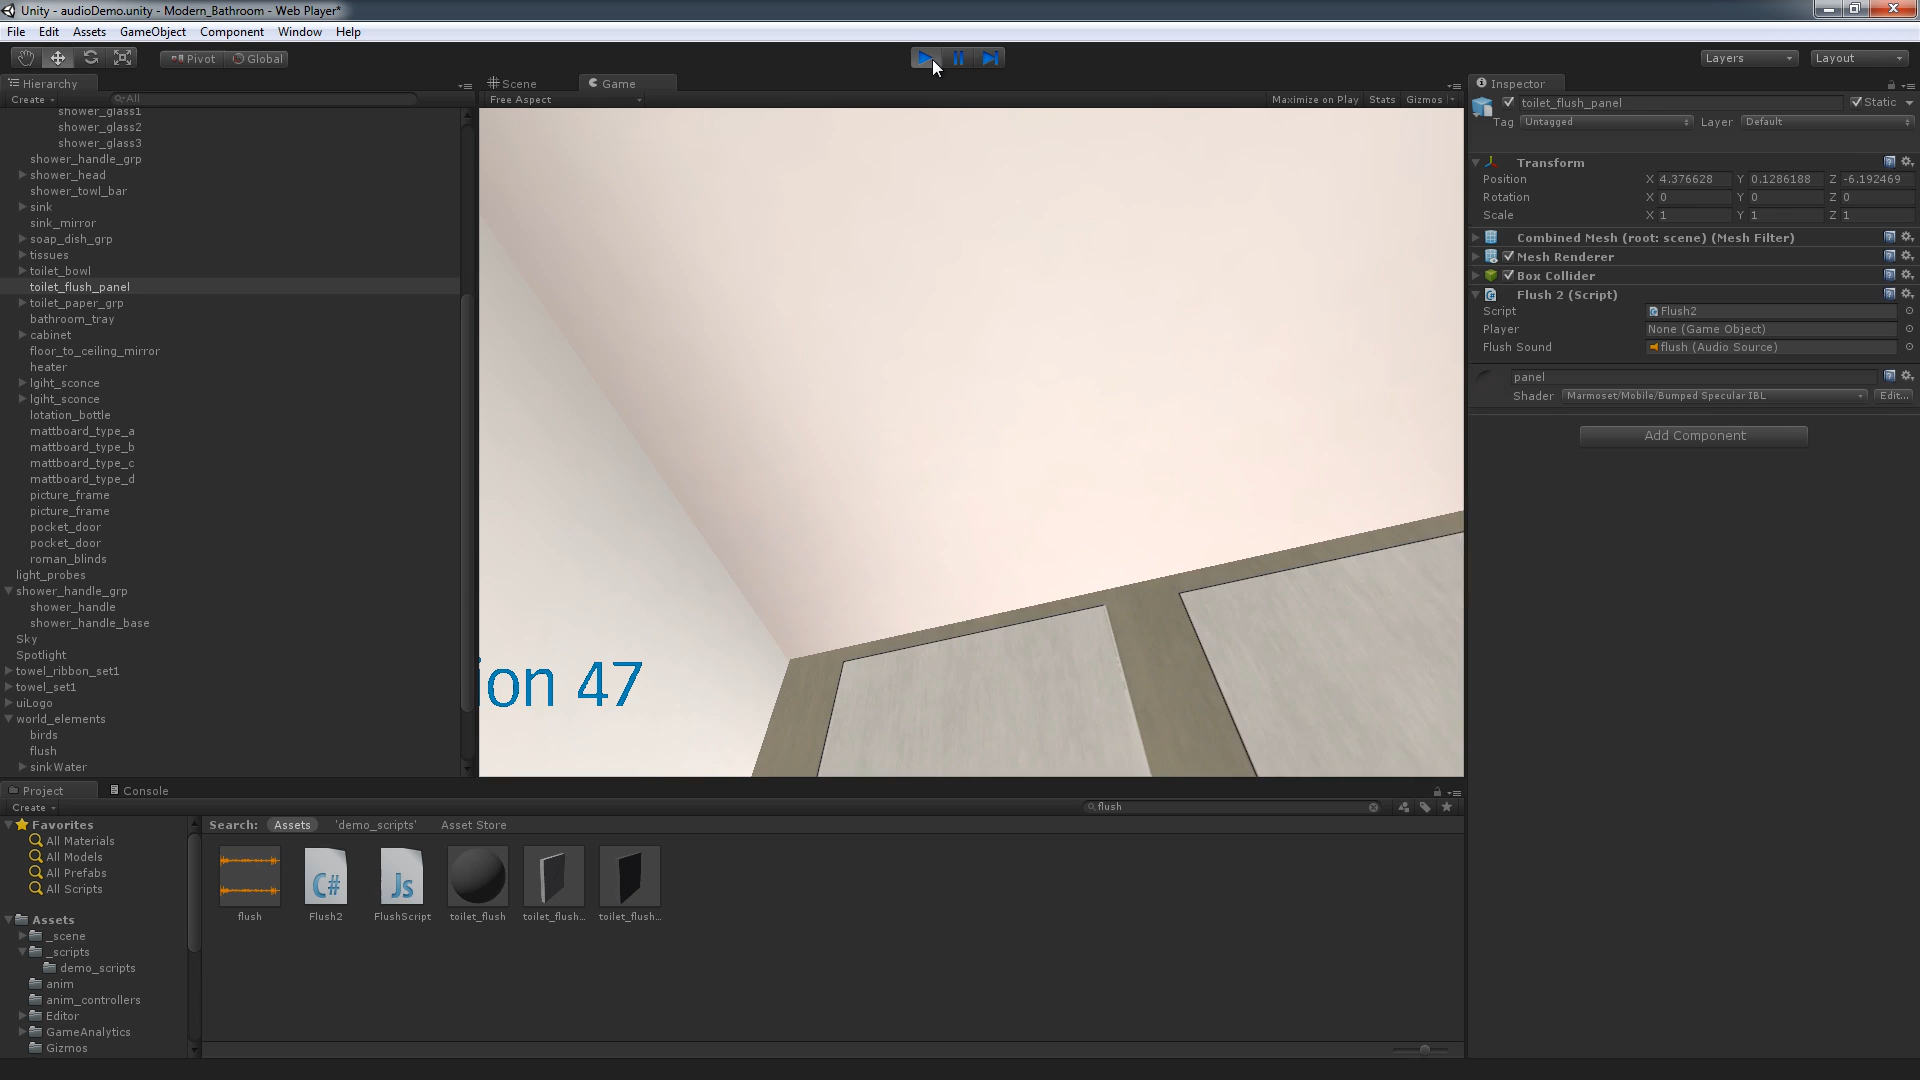 Unity - audioDemo.unity - Modern_Bathroom - Web Player*
File Edit Assets GameObject Component Window Help
Pivot Global
Layers Layout
Hierarchy
Create All
shower_glass1
shower_glass2
shower_glass3
shower_handle_grp
shower_head
shower_towl_bar
sink
sink_mirror
soap_dish_grp
tissues
toilet_bowl
toilet_flush_panel
toilet_paper_grp
bathroom_tray
cabinet
floor_to_ceiling_mirror
heater
lgiht_sconce
lgiht_sconce
lotation_bottle
mattboard_type_a
mattboard_type_b
mattboard_type_c
mattboard_type_d
picture_frame
picture_frame
pocket_door
pocket_door
roman_blinds
light_probes
shower_handle_grp
shower_handle
shower_handle_base
Sky
Spotlight
towel_ribbon_set1
towel_set1
uiLogo
world_elements
birds
flush
sinkWater
Scene Game
Free Aspect Maximize on Play Stats Gizmos
ion 47
Inspector
toilet_flush_panel Static
Tag Untagged Layer Default
Transform
Position X 4.376628 Y 0.1286188 Z -6.192469
Rotation X 0 Y 0 Z 0
Scale X 1 Y 1 Z 1
Combined Mesh (root: scene) (Mesh Filter)
Mesh Renderer
Box Collider
Flush 2 (Script)
Script Flush2
Player None (Game Object)
Flush Sound flush (Audio Source)
panel
Shader Marmoset/Mobile/Bumped Specular IBL Edit...
Add Component
Project Console
Create flush
Favorites
All Materials
All Models
All Prefabs
All Scripts
Assets
_scene
_scripts
demo_scripts
anim
anim_controllers
Editor
GameAnalytics
Gizmos
Search: Assets 'demo_scripts' Asset Store
C# Js
flush Flush2 FlushScript toilet_flush toilet_flush... toilet_flush...